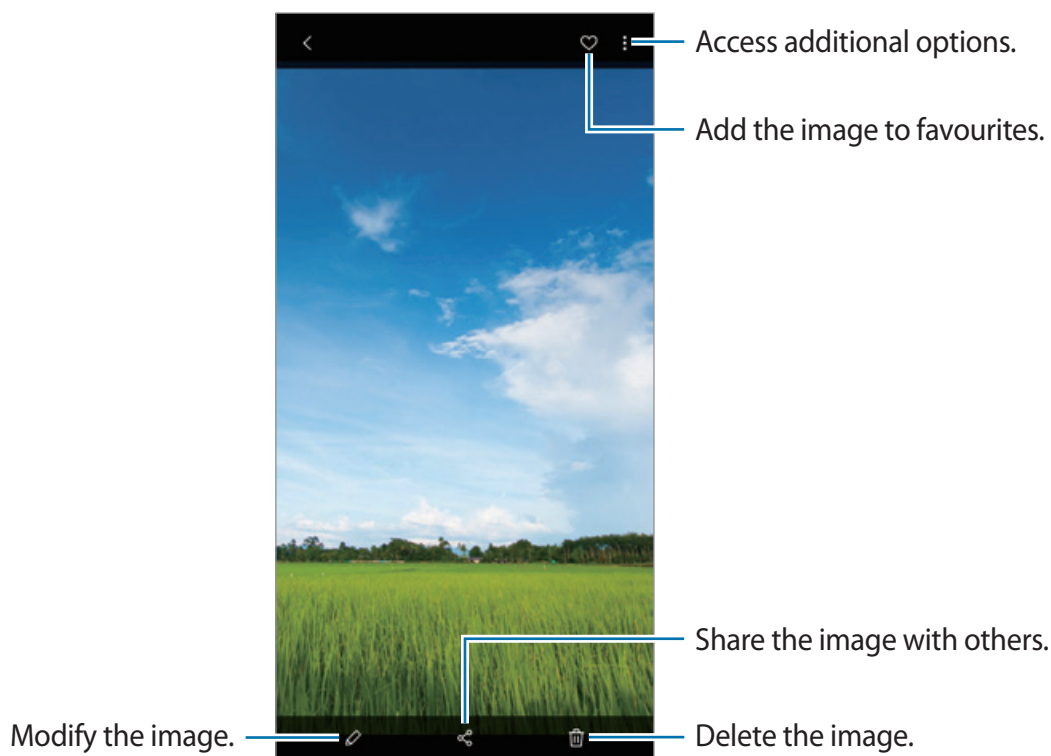 Access additional options.
Add the image to favourites.
Share the image with others.
Modify the image.
Delete the image.